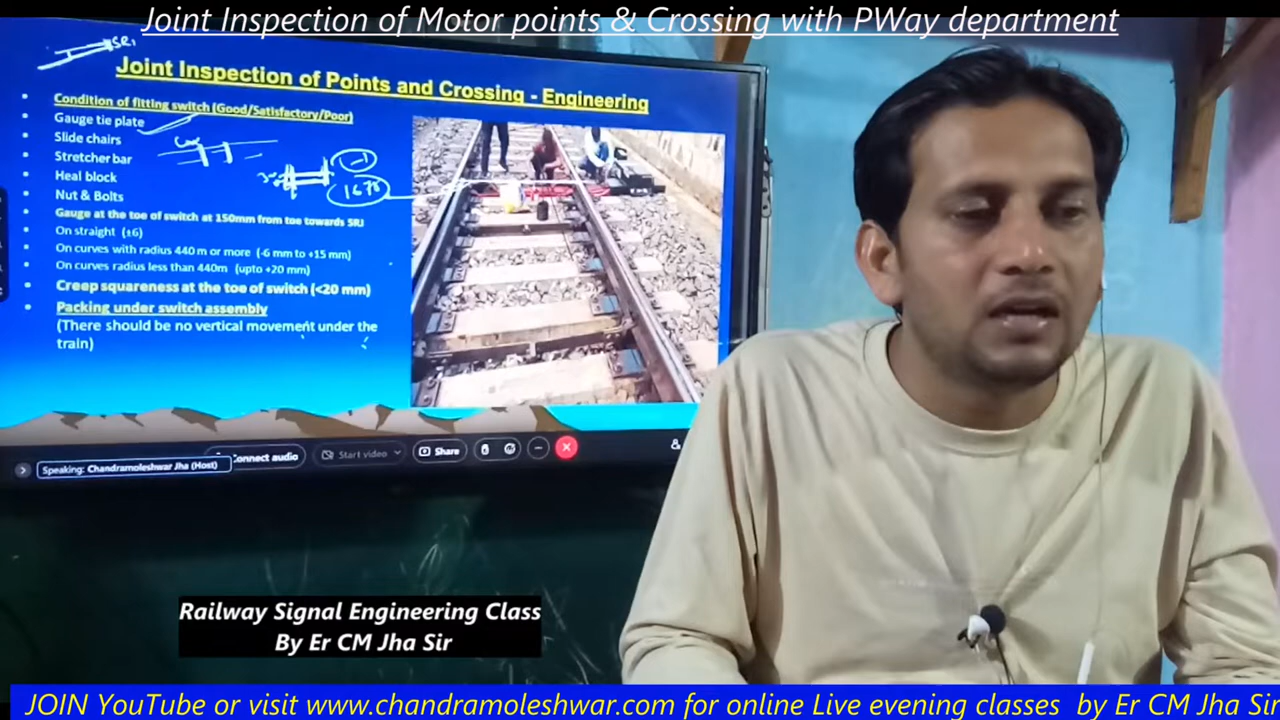 Joint Inspection of Motor points & Crossing with PWay department
Joint Inspection of Points and Crossing - Engineering
Condition of fitting switch (Good/Satisfactory/Poor)
Gauge tie plate
Slide chairs
Stretcher bar
Heal block
Nut & Bolts
Gauge at the toe of switch at 150mm from toe towards SRJ
On straight (±6)
On curves with radius 440 m or more (-6 mm to +15 mm)
On curves radius less than 440m (upto +20 mm)
Creep squareness at the toe of switch (<20 mm)
Packing under switch assembly
(There should be no vertical movement under the
train)
Connect audio
Start video
Share
Speaking: Chandramoleshwar Jha (Host)
Railway Signal Engineering Class
By Er CM Jha Sir
JOIN YouTube or visit www.chandramoleshwar.com for online Live evening classes by Er CM Jha Sir